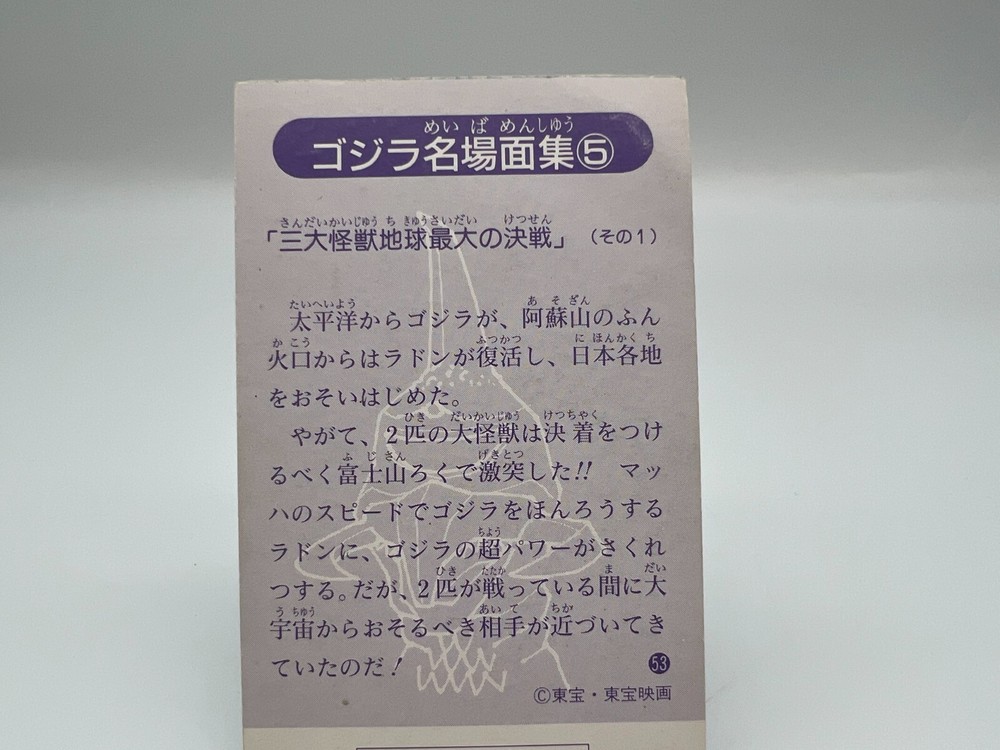 めいばめんしゅう
ゴジラ名場面集⑤
さんだいかいじゅうちきゅうさいだい けっせん
「三大怪獣地球最大の決戦」（その1）
たいへいよう あそざん
太平洋からゴジラが、阿蘇山のふん
かこう ふっかつ にほんかくち
火口からはラドンが復活し、日本各地
をおそいはじめた。
ひき だいかいじゅう けっちゃく
やがて、2匹の大怪獣は決着をつけ
ふじさん げきとつ
るべく富士山ろくで激突した!! マッ
ハのスピードでゴジラをほんろうする
ちょう
ラドンに、ゴジラの超パワーがさくれ
ひき たたか ま だい
つする。だが、2匹が戦っている間に大
うちゅう あいて ちか
宇宙からおそるべき相手が近づいてき
ていたのだ！
53
©東宝・東宝映画